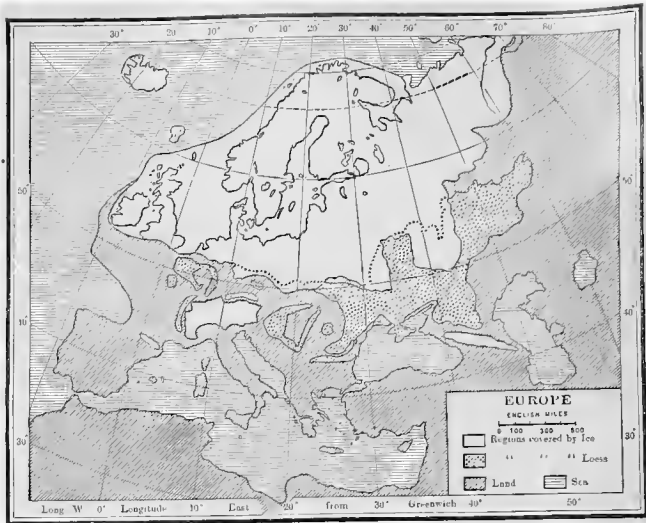 30° 20 10° 0° 10° 20° 30° 40° 50° 60° 70° 80°
50 50°
40 40°
30° 30°
EUROPE
ENGLISH MILES
0 100 300 500
Regions covered by Ice
" " " Loess
Land Sea
Long W 0° Longitude 10° East 20° from 30° Greenwich 40° 50°